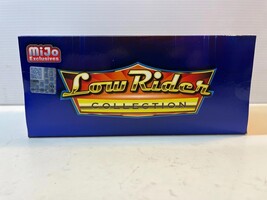 MiJo
Exclusives
Low Rider
COLLECTION